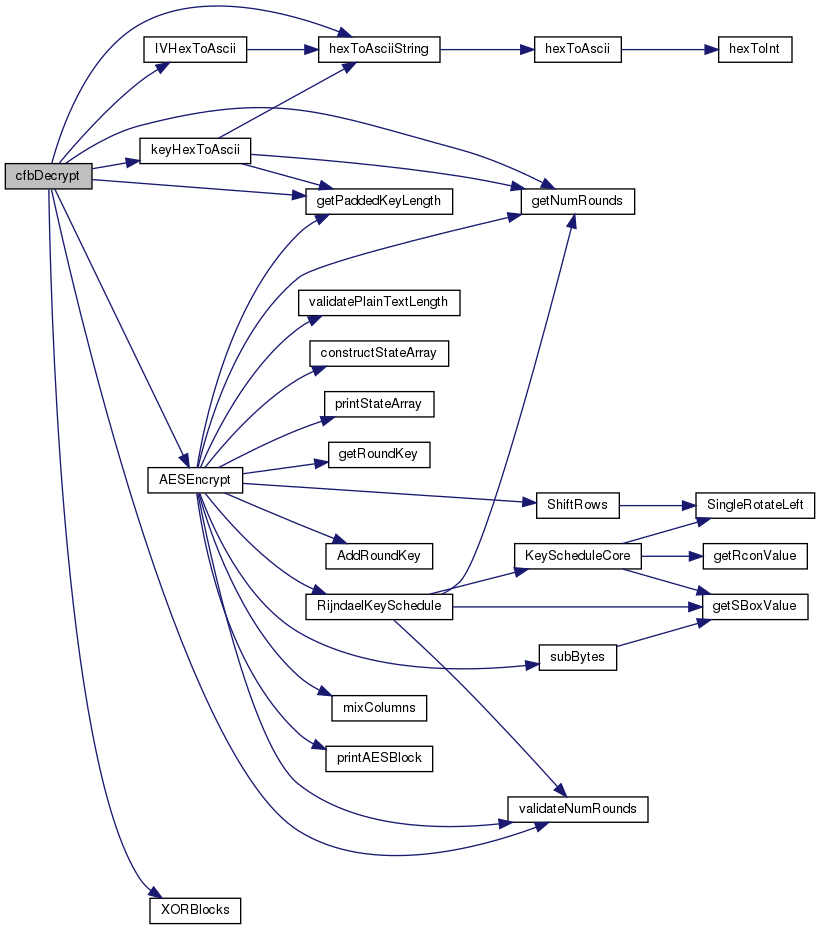 IVHexToAscii
hexToAsciiString
hexToAscii
hexToInt
keyHexToAscii
cfbDecrypt
getPaddedKeyLength
getNumRounds
validatePlainTextLength
constructStateArray
printStateArray
getRoundKey
AESEncrypt
ShiftRows
SingleRotateLeft
AddRoundKey
KeyScheduleCore
getRconValue
RijndaelKeySchedule
getSBoxValue
subBytes
mixColumns
printAESBlock
validateNumRounds
XORBlocks